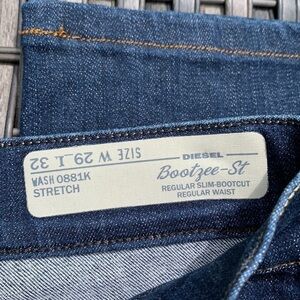 SIZE W 29 L 32
WASH 0881K
STRETCH
DIESEL
Bootzee-St
REGULAR SLIM-BOOTCUT
REGULAR WAIST